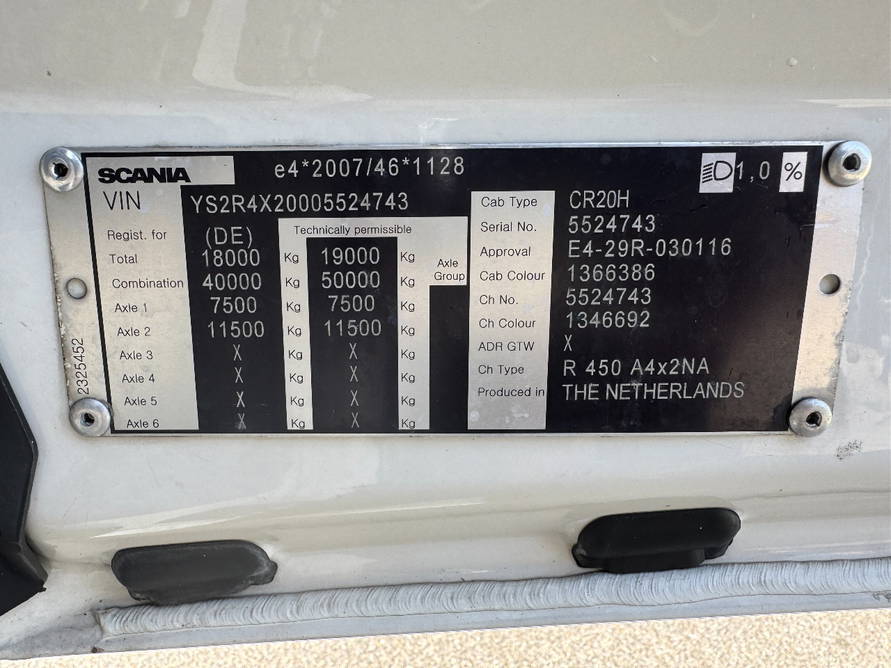 SCANIA e4*2007/46*1128 1,0 %
VIN YS2R4X20005524743
Regist. for (DE) Technically permissible
Total 18000 Kg 19000 Kg Axle Group
Combination 40000 Kg 50000 Kg
Axle 1 7500 Kg 7500 Kg
Axle 2 11500 Kg 11500 Kg
Axle 3 X Kg X Kg
Axle 4 X Kg X Kg
Axle 5 X Kg X Kg
Axle 6 X Kg X Kg
Cab Type CR20H
Serial No. 5524743
Approval E4-29R-030116
Cab Colour 1366386
Ch No. 5524743
Ch Colour 1346692
ADR GTW X
Ch Type R 450 A4x2NA
Produced in THE NETHERLANDS
2325452